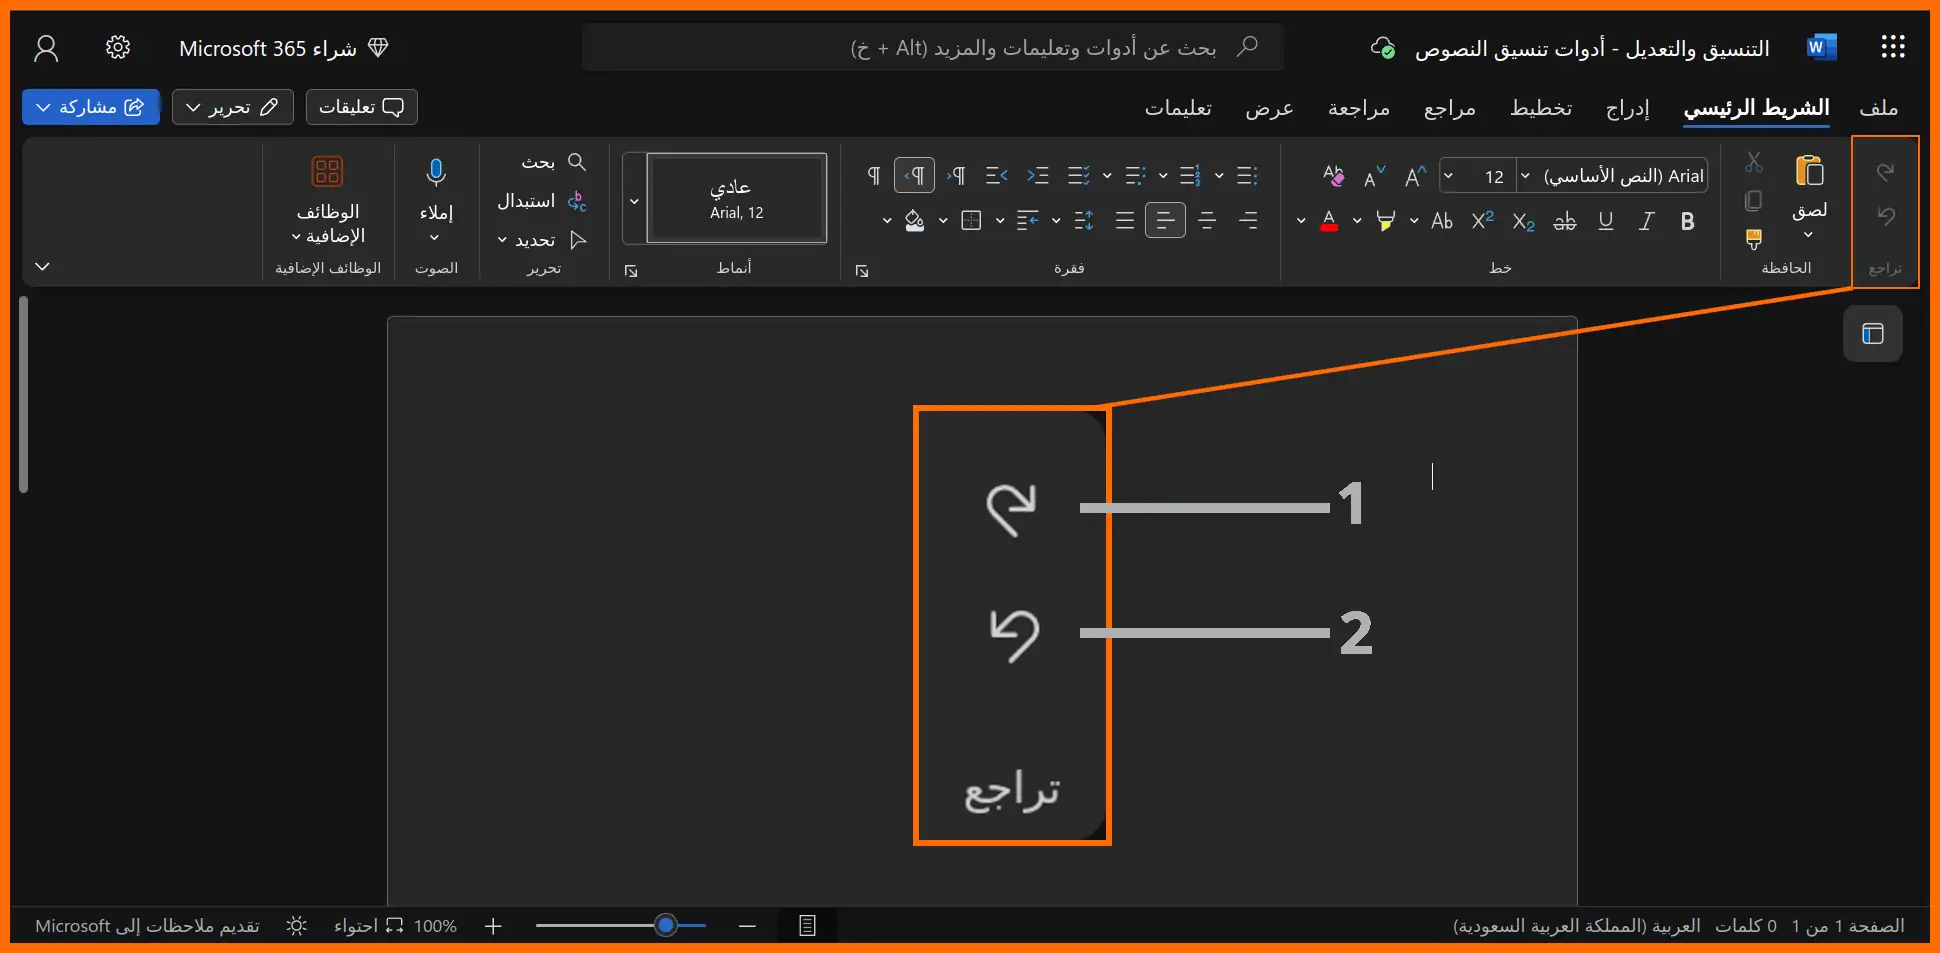 التنسيق والتعديل - أدوات تنسيق النصوص
بحث عن أدوات وتعليمات والمزيد (Alt + خ)
شراء Microsoft 365
ملف الشريط الرئيسي إدراج تخطيط مراجع مراجعة عرض تعليمات
تعليقات تحرير مشاركة
تراجع
لصق
الحافظة
Arial (النص الأساسي) 12
B I U ab X2 X2 Ab A
خط
فقرة
عادي
Arial, 12
أنماط
بحث
استبدال
تحديد
تحرير
إملاء
الصوت
الوظائف
الإضافية
الوظائف الإضافية
1
2
تراجع
الصفحة 1 من 1 0 كلمات العربية (المملكة العربية السعودية)
100% احتواء تقديم ملاحظات إلى Microsoft